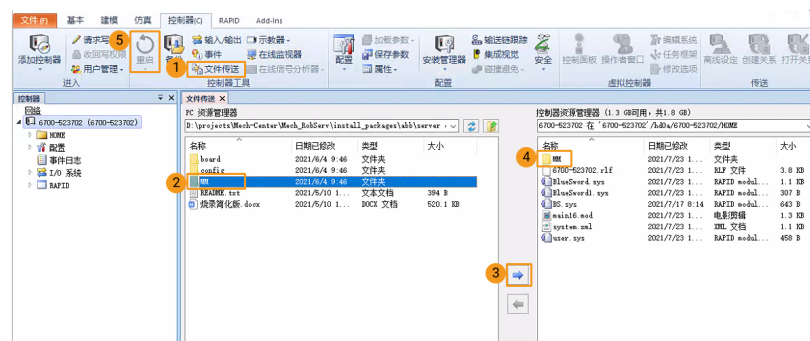 文件(F) 基本 建模 仿真 控制器(C) RAPID Add-Ins
添加控制器
请求写
收回写权限
用户管理
5
重启
备份
输入/输出
事件
1 文件传送
示教器
在线监视器
在线信号分析器
配置
加载参数
保存参数
属性
安装管理器
输送链跟踪
集成视觉
碰撞避免
安全
控制面板
操作者窗口
编辑系统
任务框架
修改选项
离线设定
创建关系
打开关
进入 控制器工具 配置 虚拟控制器 传送
控制器
网络
6700-523702 (6700-523702)
HOME
配置
事件日志
I/O 系统
RAPID
文件传送
PC 资源管理器
D:\projects\Mech-Center\Mech_RobServ\install_packages\abb\server
名称 日期已修改 类型 大小
board 2021/6/4 9:46 文件夹
config 2021/6/4 9:46 文件夹
2 MM 2021/6/4 9:46 文件夹
README.txt 2021/5/10 1... 文本文档 394 B
烧录简化版.docx 2021/5/10 1... DOCX 文档 520.1 KB
3
控制器资源管理器 (1.3 GB可用, 共1.8 GB)
6700-523702 在 '6700-523702'/hd0a/6700-523702/HOME
名称 日期已修改 类型 大小
4 MM 2021/7/23 1... 文件夹
6700-523702.rlf 2021/7/23 1... RLF 文件 3.8 KB
BlueSword.sys 2021/7/23 1... RAPID modul... 1.1 KB
BlueSword1.sys 2021/7/23 1... RAPID modul... 307 B
BS.sys 2021/7/17 8:14 RAPID modul... 643 B
main16.mod 2021/7/23 1... 电影剪辑 1.3 KB
system.xml 2021/7/23 1... XML 文档 1.1 KB
user.sys 2021/7/23 1... RAPID modul... 458 B